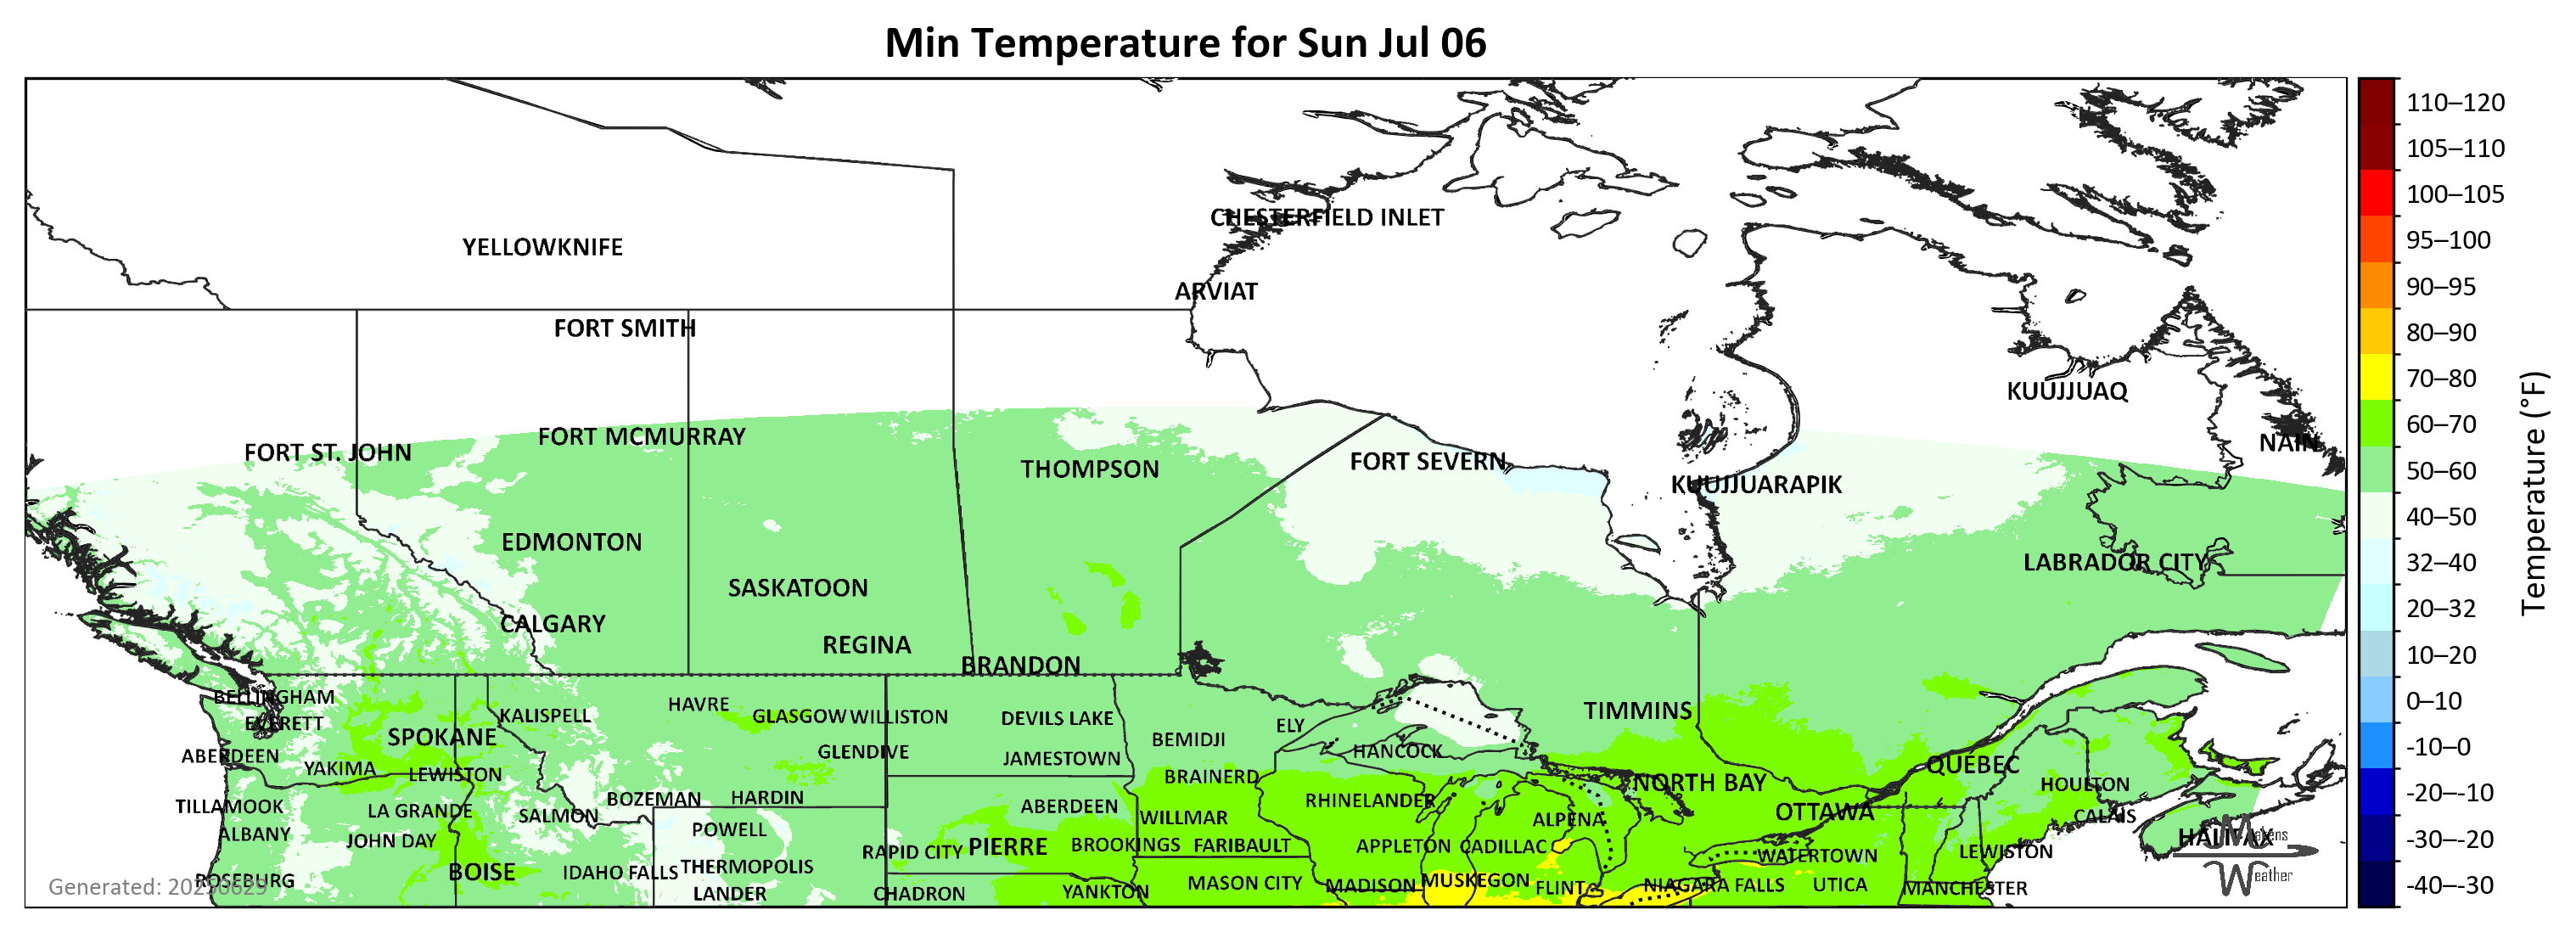 Min Temperature for Sun Jul 06
CHESTERFIELD INLET
YELLOWKNIFE
ARVIAT
FORT SMITH
KUUJJUAQ
FORT MCMURRAY
NAIN
FORT ST. JOHN
FORT SEVERN
THOMPSON
KUUJJUARAPIK
EDMONTON
LABRADOR CITY
SASKATOON
CALGARY
REGINA
BRANDON
BELLINGHAM
HAVRE
KALISPELL
GLASGOW
WILLISTON
DEVILS LAKE
TIMMINS
EVERETT
ELY
SPOKANE
BEMIDJI
HANCOCK
ABERDEEN
GLENDIVE
JAMESTOWN
QUÉBEC
YAKIMA
LEWISTON
BRAINERD
NORTH BAY
HOULTON
TILLAMOOK
LA GRANDE
BOZEMAN
HARDIN
ABERDEEN
RHINELANDER
SALMON
WILLMAR
ALPENA
OTTAWA
CALAIS
ALBANY
JOHN DAY
POWELL
HALIFAX
RAPID CITY
PIERRE
BROOKINGS
FARIBAULT
APPLETON
CADILLAC
WATERTOWN
LEWISTON
BOISE
IDAHO FALLS
THERMOPOLIS
ROSEBURG
MASON CITY
MADISON
MUSKEGON
FLINT
NIAGARA FALLS
UTICA
MANCHESTER
LANDER
CHADRON
YANKTON
Weather
110–120
105–110
100–105
95–100
90–95
80–90
70–80
60–70
50–60
40–50
32–40
20–32
10–20
0–10
-10–0
-20–-10
-30–-20
-40–-30
Temperature (°F)